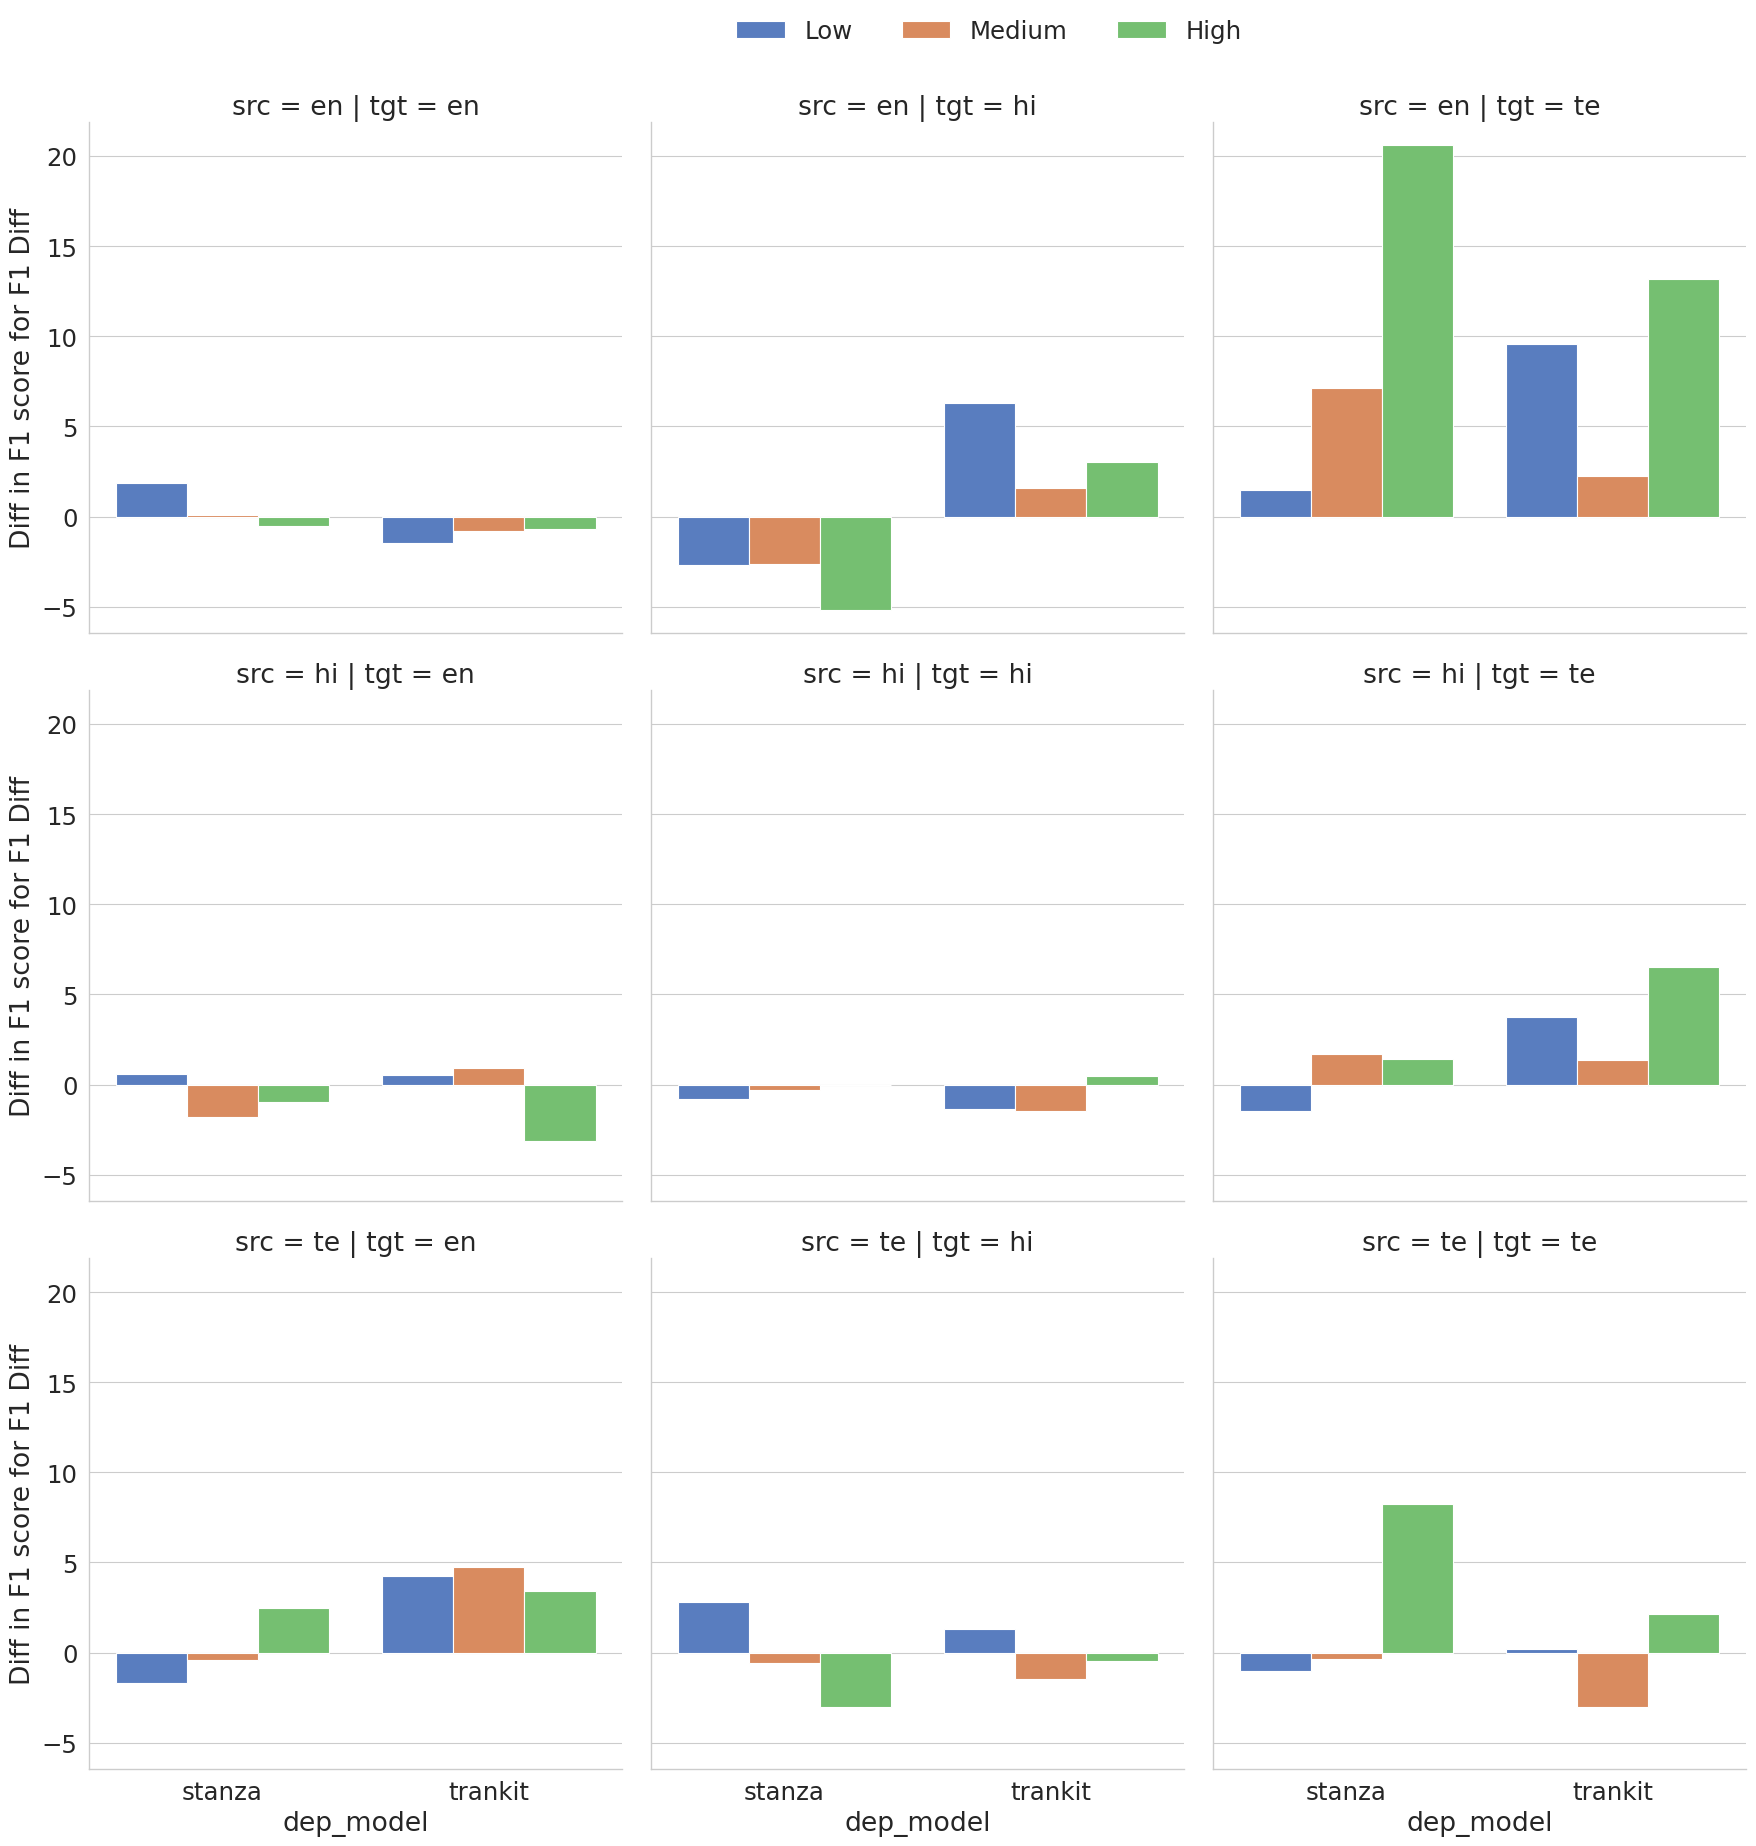 Low Medium High
src = en | tgt = en src = en | tgt = hi src = en | tgt = te
Diff in F1 score for F1 Diff
20
15
10
5
0
−5
src = hi | tgt = en src = hi | tgt = hi src = hi | tgt = te
Diff in F1 score for F1 Diff
20
15
10
5
0
−5
src = te | tgt = en src = te | tgt = hi src = te | tgt = te
Diff in F1 score for F1 Diff
20
15
10
5
0
−5
stanza trankit stanza trankit stanza trankit
dep_model dep_model dep_model